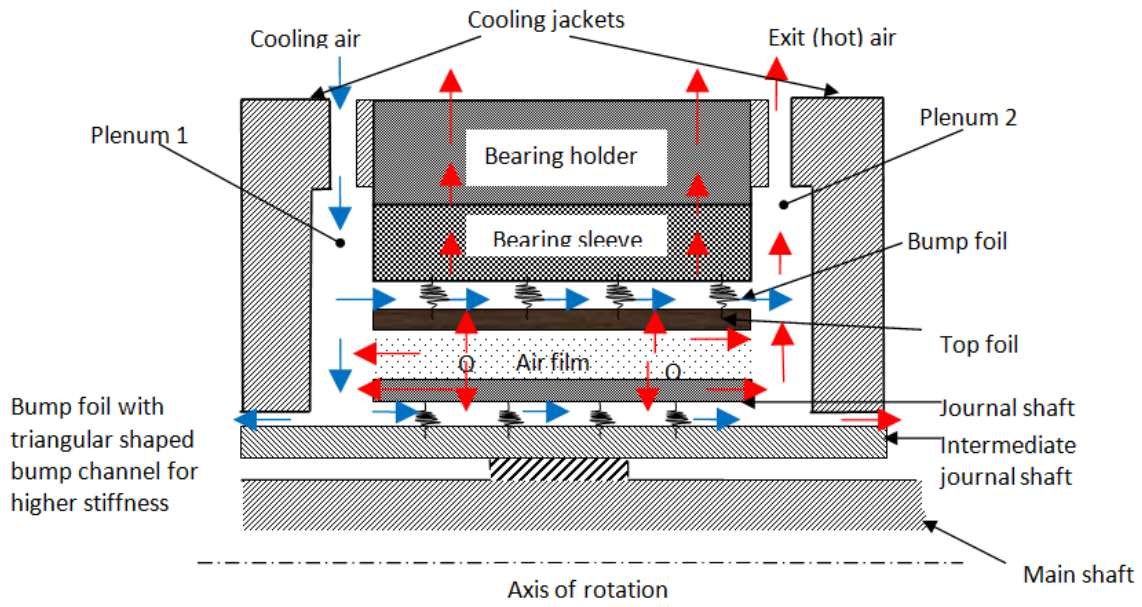 Cooling jackets
Cooling air
Exit (hot) air
Plenum 1
Plenum 2
Bearing holder
Bearing sleeve
Bump foil
Top foil
Q
Air film
Q
Journal shaft
Bump foil with
triangular shaped
bump channel for
higher stiffness
Intermediate
journal shaft
Main shaft
Axis of rotation